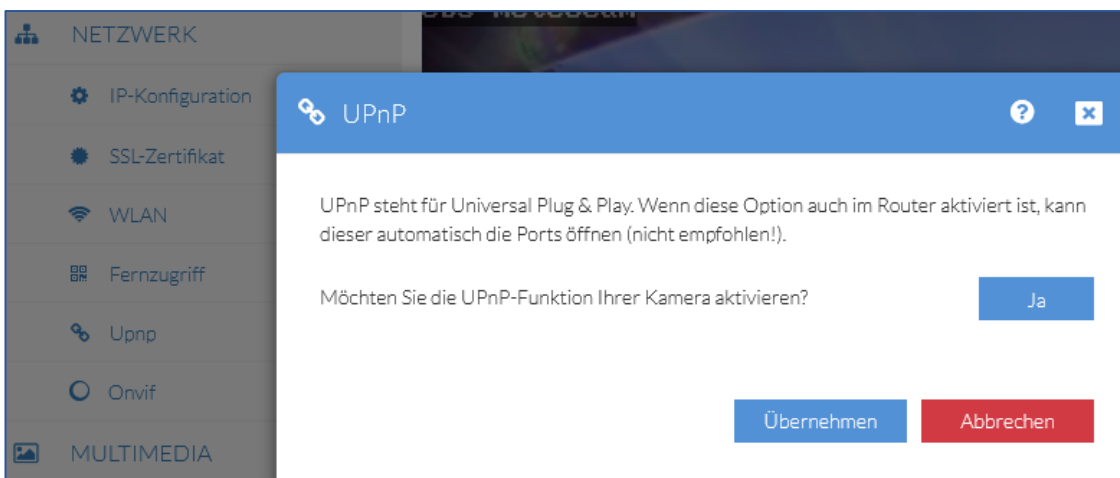 NETZWERK
IP-Konfiguration
SSL-Zertifikat
WLAN
Fernzugriff
Upnp
Onvif
MULTIMEDIA
UPnP
UPnP steht für Universal Plug & Play. Wenn diese Option auch im Router aktiviert ist, kann
dieser automatisch die Ports öffnen (nicht empfohlen!).
Möchten Sie die UPnP-Funktion Ihrer Kamera aktivieren?
Ja
Übernehmen
Abbrechen